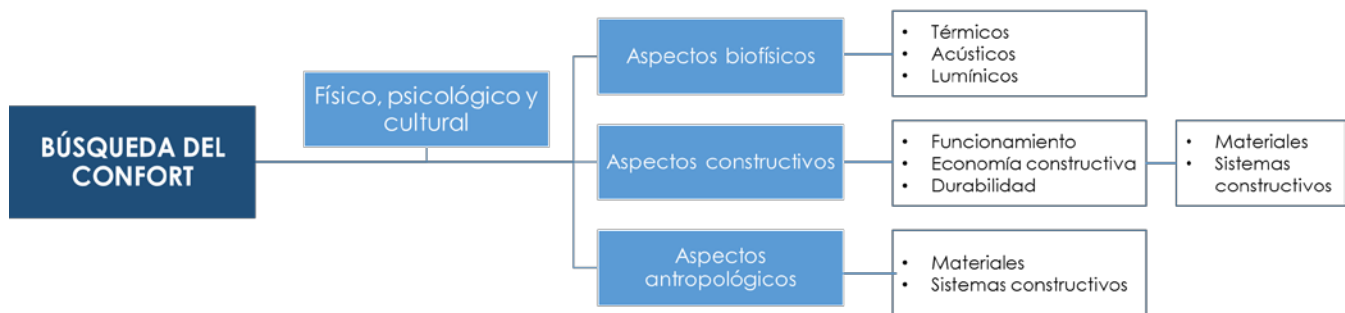 BÚSQUEDA DEL
CONFORT
Físico, psicológico y
cultural
Aspectos biofísicos
• Térmicos
• Acústicos
• Lumínicos
Aspectos constructivos
• Funcionamiento
• Economía constructiva
• Durabilidad
• Materiales
• Sistemas
constructivos
Aspectos
antropológicos
• Materiales
• Sistemas constructivos